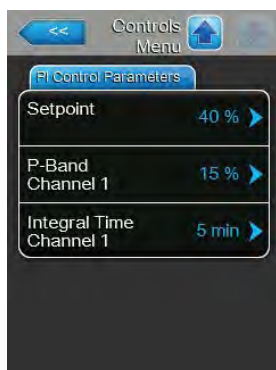 <<
Controls
Menu
PI Control Parameters
Setpoint
40 %
P-Band
Channel 1
15 %
Integral Time
Channel 1
5 min